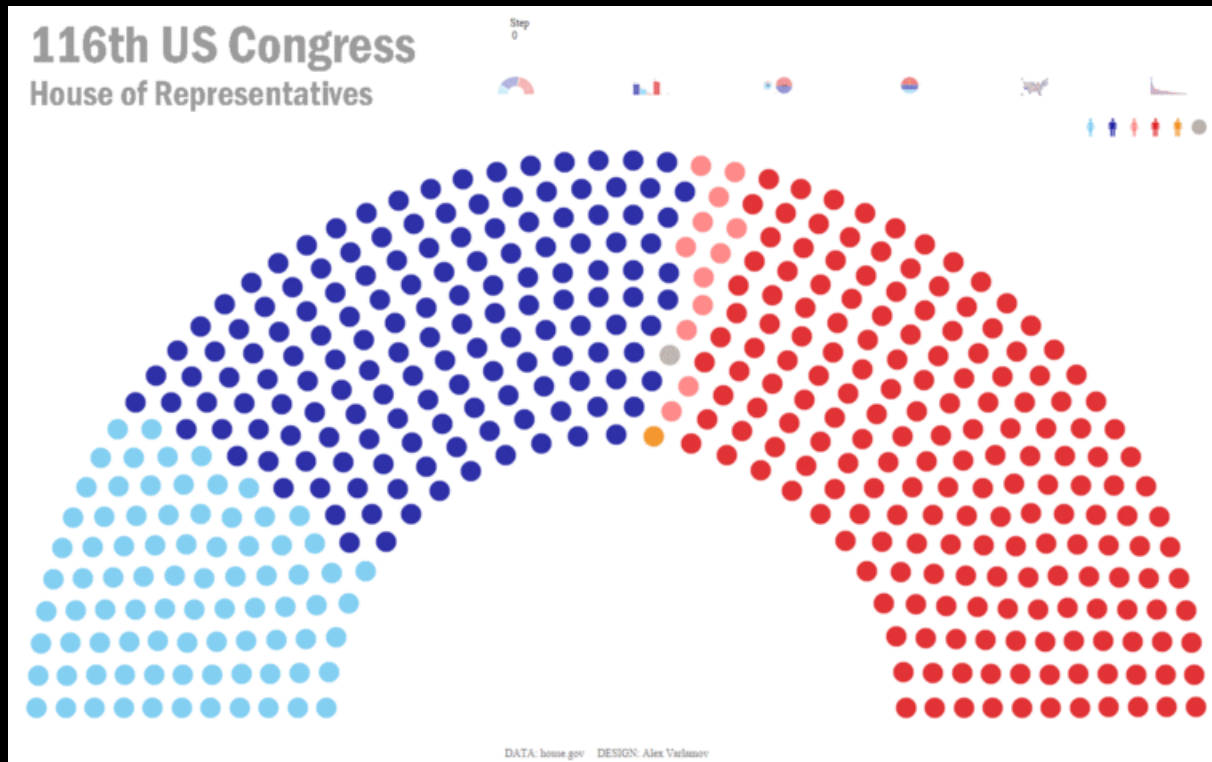 116th US Congress
House of Representatives
Step
0
DATA: house.gov DESIGN: Alex Varlamov